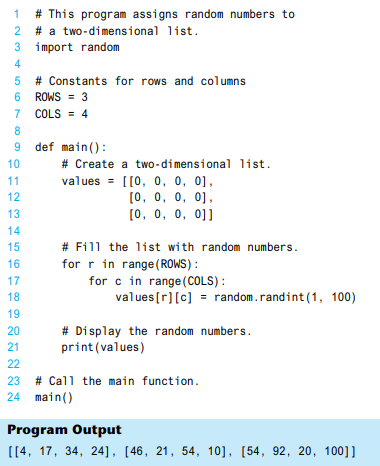 1 # This program assigns random numbers to
2 # a two-dimensional list.
3 import random
4
5 # Constants for rows and columns
6 ROWS = 3
7 COLS = 4
8
9 def main():
10     # Create a two-dimensional list.
11     values = [[0, 0, 0, 0],
12               [0, 0, 0, 0],
13               [0, 0, 0, 0]]
14
15     # Fill the list with random numbers.
16     for r in range(ROWS):
17         for c in range(COLS):
18             values[r][c] = random.randint(1, 100)
19
20     # Display the random numbers.
21     print(values)
22
23 # Call the main function.
24 main()
Program Output
[[4, 17, 34, 24], [46, 21, 54, 10], [54, 92, 20, 100]]